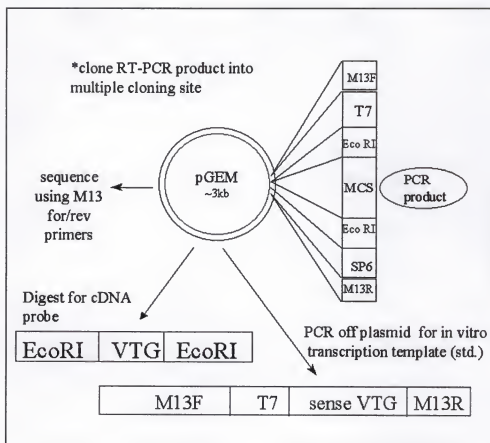 *clone RT-PCR product into
multiple cloning site
M13F
T7
Eco RI
MCS
Eco RI
SP6
M13R
PCR
product
pGEM
~3kb
sequence
using M13
for/rev
primers
Digest for cDNA
probe
EcoRI VTG EcoRI
PCR off plasmid for in vitro
transcription template (std.)
M13F T7 sense VTG M13R